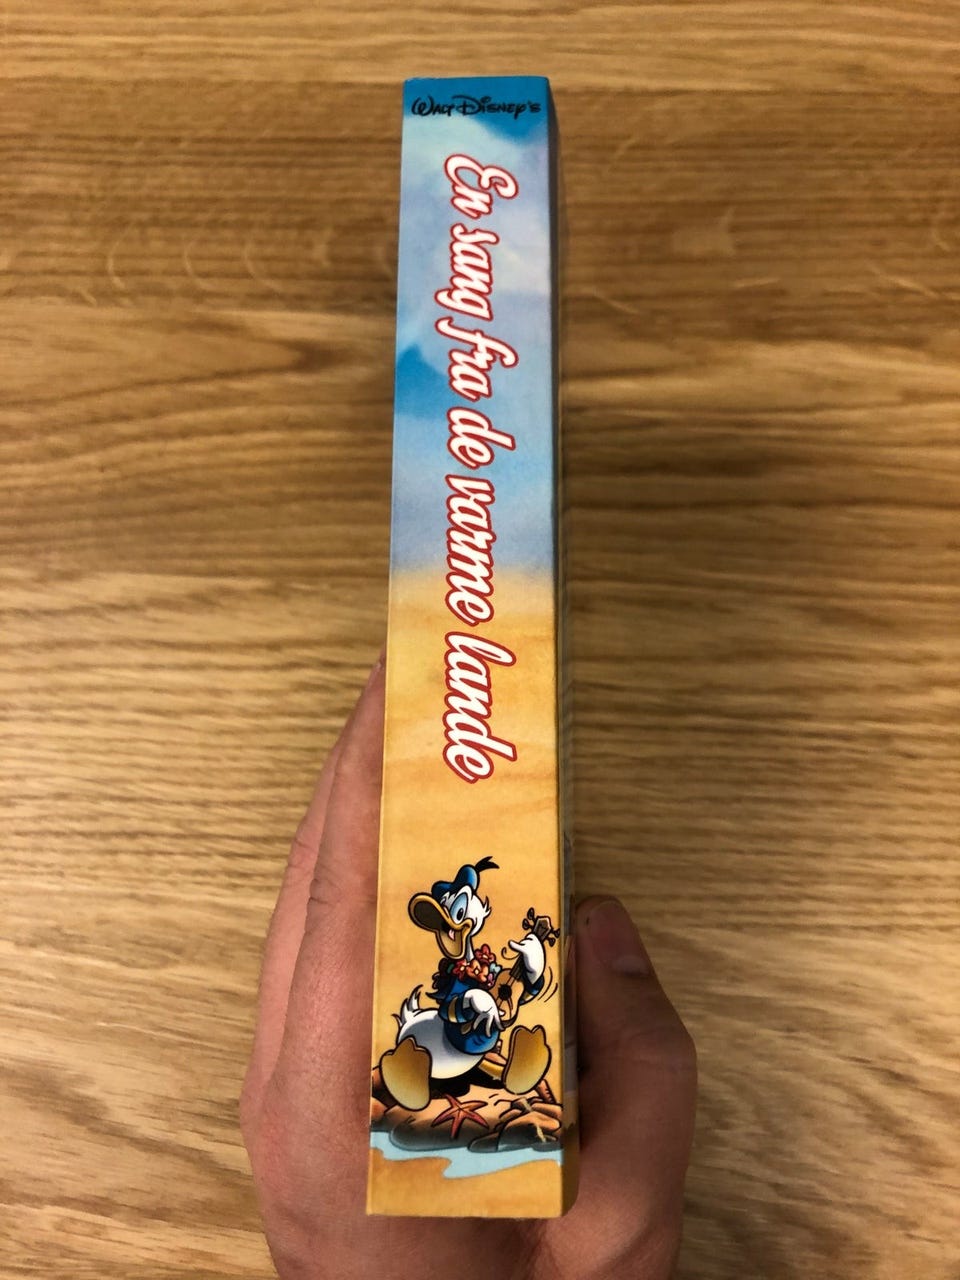 Walt Disney's
En sang fra de varme lande